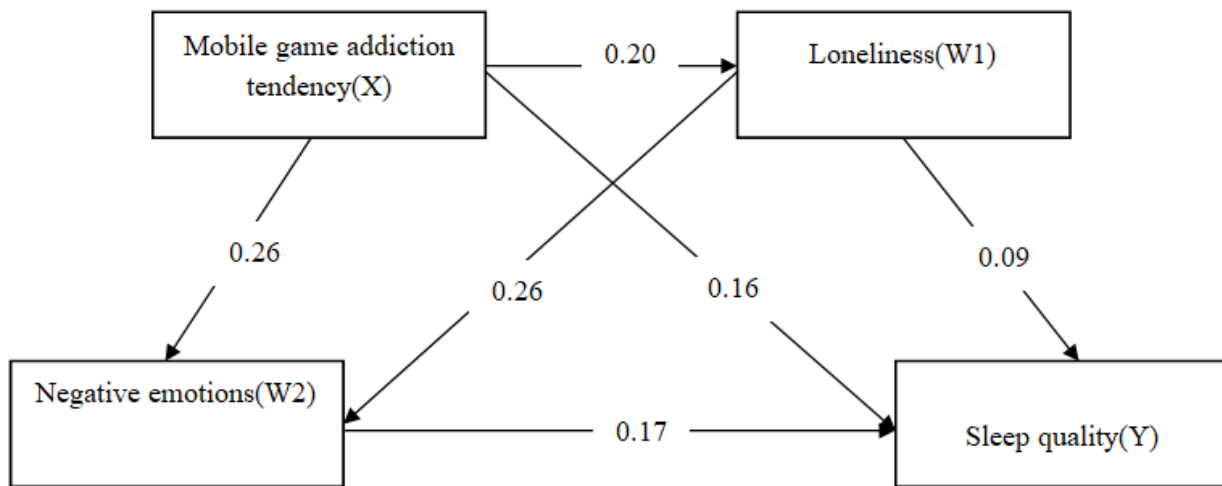 Mobile game addiction
tendency(X)
0.20
Loneliness(W1)
0.26
0.26
0.16
0.09
Negative emotions(W2)
0.17
Sleep quality(Y)